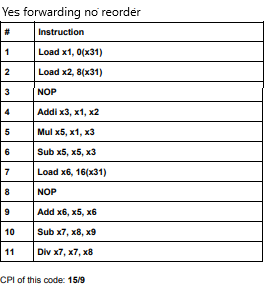 Yes forwarding no reorder
# Instruction
1 Load x1, 0(x31)
2 Load x2, 8(x31)
3 NOP
4 Addi x3, x1, x2
5 Mul x5, x1, x3
6 Sub x5, x5, x3
7 Load x6, 16(x31)
8 NOP
9 Add x6, x5, x6
10 Sub x7, x8, x9
11 Div x7, x7, x8
CPI of this code: 15/9